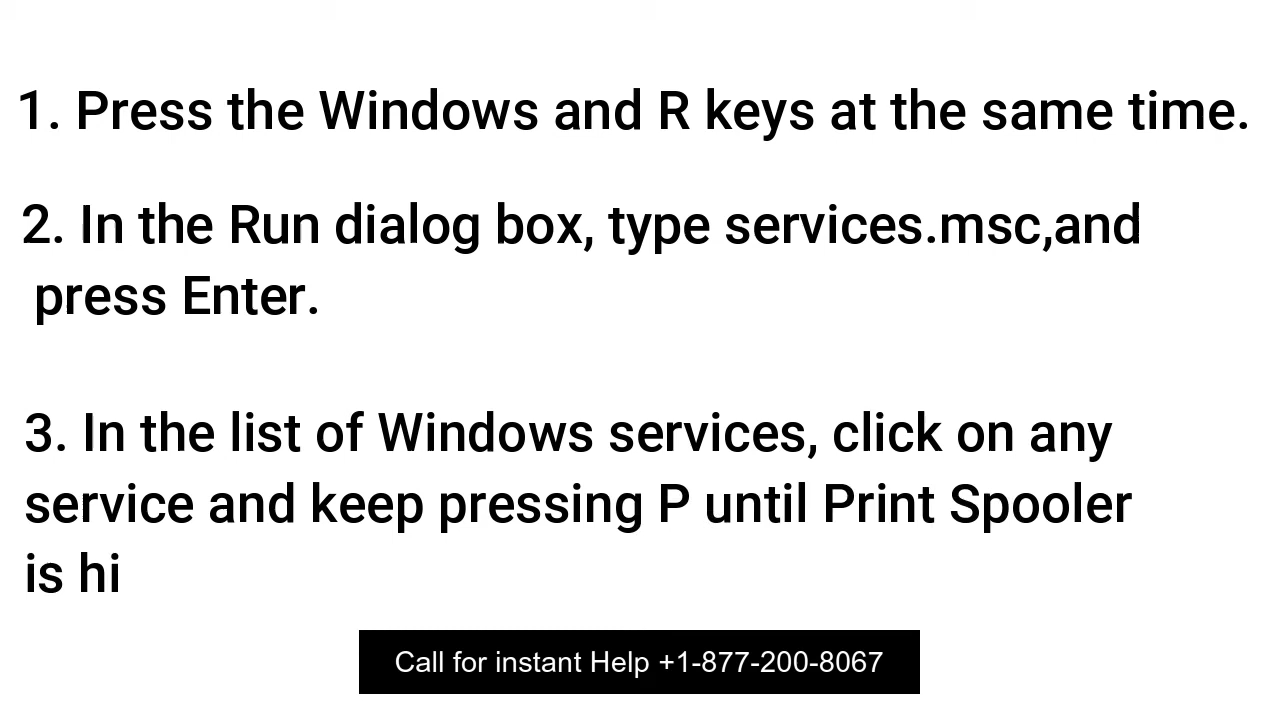 1. Press the Windows and R keys at the same time.
2. In the Run dialog box, type services.msc,and
press Enter.
3. In the list of Windows services, click on any
service and keep pressing P until Print Spooler
is hi
Call for instant Help +1-877-200-8067